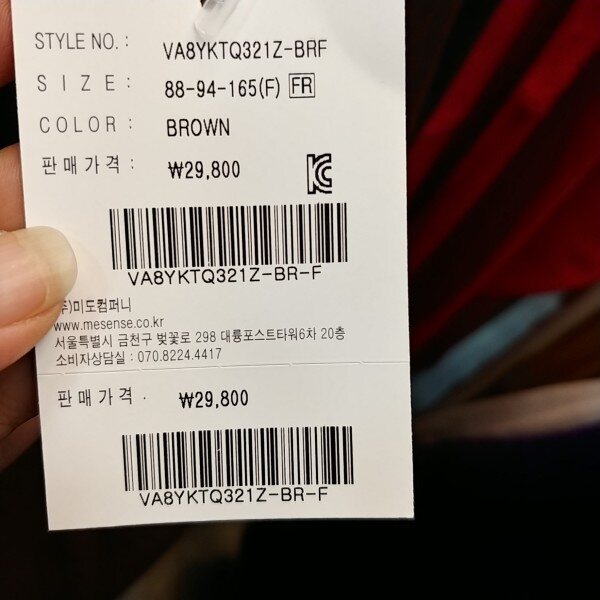 STYLE NO. : VA8YKTQ321Z-BRF
SIZE : 88-94-165(F) FR
COLOR : BROWN
판매가격 : ₩29,800
VA8YKTQ321Z-BR-F
주)미도컴퍼니
www.mesense.co.kr
서울특별시 금천구 벚꽃로 298 대륭포스트타워6차 20층
소비자상담실 : 070.8224.4417
판매가격 . ₩29,800
VA8YKTQ321Z-BR-F